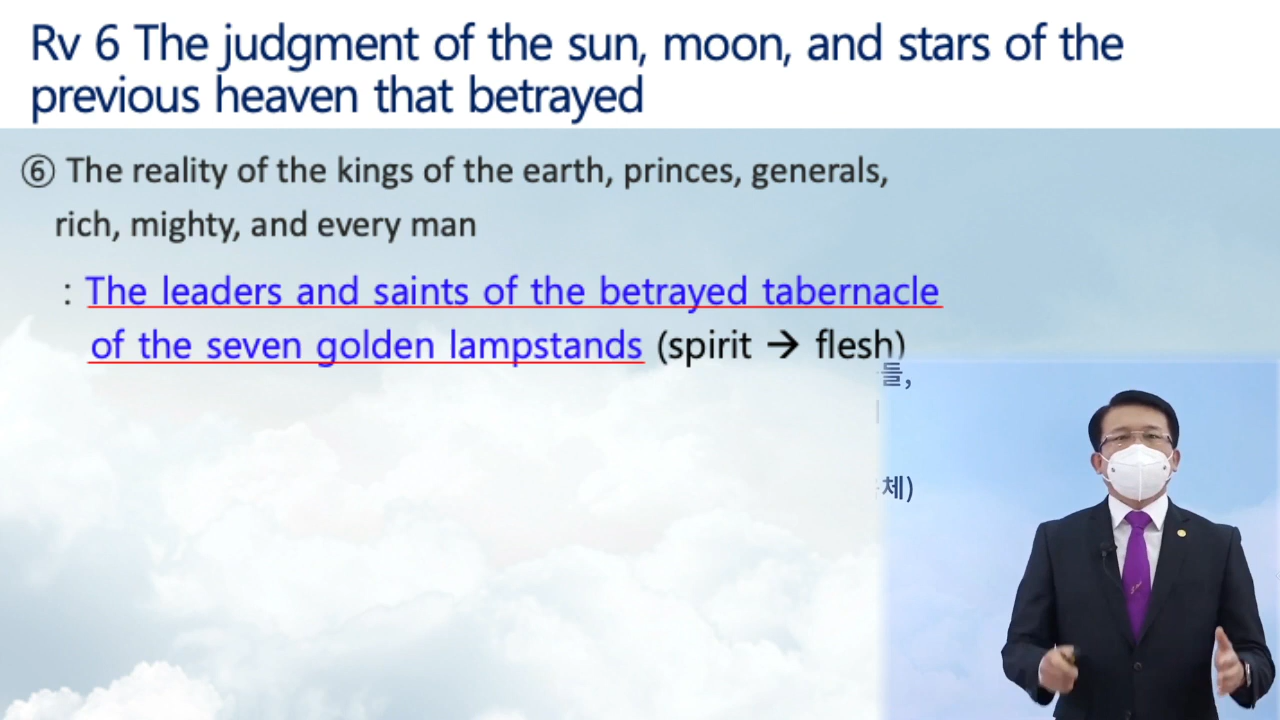 Rv 6 The judgment of the sun, moon, and stars of the
previous heaven that betrayed
⑥ The reality of the kings of the earth, princes, generals,
rich, mighty, and every man
: The leaders and saints of the betrayed tabernacle
of the seven golden lampstands (spirit → flesh)
들,
체)